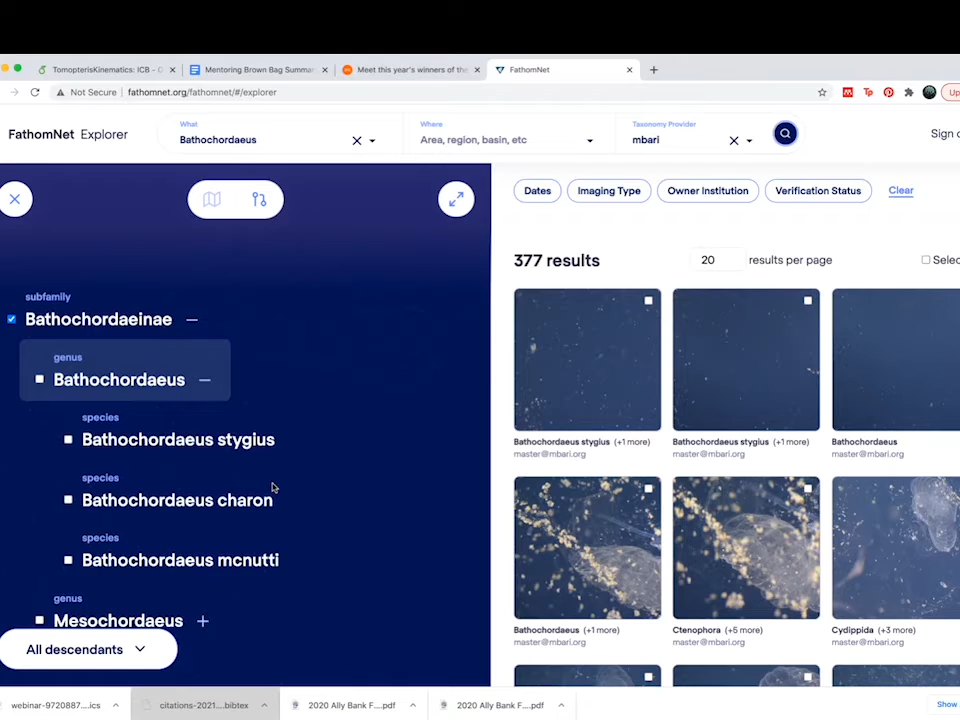 TomopterisKinematics: ICB - O
Mentoring Brown Bag Summar
Meet this year's winners of the
FathomNet
Not Secure | fathomnet.org/fathomnet/#/explorer
Up
FathomNet Explorer
What
Bathochordaeus
Where
Area, region, basin, etc
Taxonomy Provider
mbari
Sign
Dates
Imaging Type
Owner Institution
Verification Status
Clear
377 results
20
results per page
Selec
subfamily
Bathochordaeinae
genus
Bathochordaeus
species
Bathochordaeus stygius
species
Bathochordaeus charon
species
Bathochordaeus mcnutti
genus
Mesochordaeus
All descendants
Bathochordaeus stygius (+1 more)
master@mbari.org
Bathochordaeus stygius (+1 more)
master@mbari.org
Bathochordaeus
master@mbari.org
Bathochordaeus (+1 more)
master@mbari.org
Ctenophora (+5 more)
master@mbari.org
Cydippida (+3 more)
master@mbari.org
webinar-9720887....ics
citations-2021....bibtex
2020 Ally Bank F....pdf
2020 Ally Bank F....pdf
Show